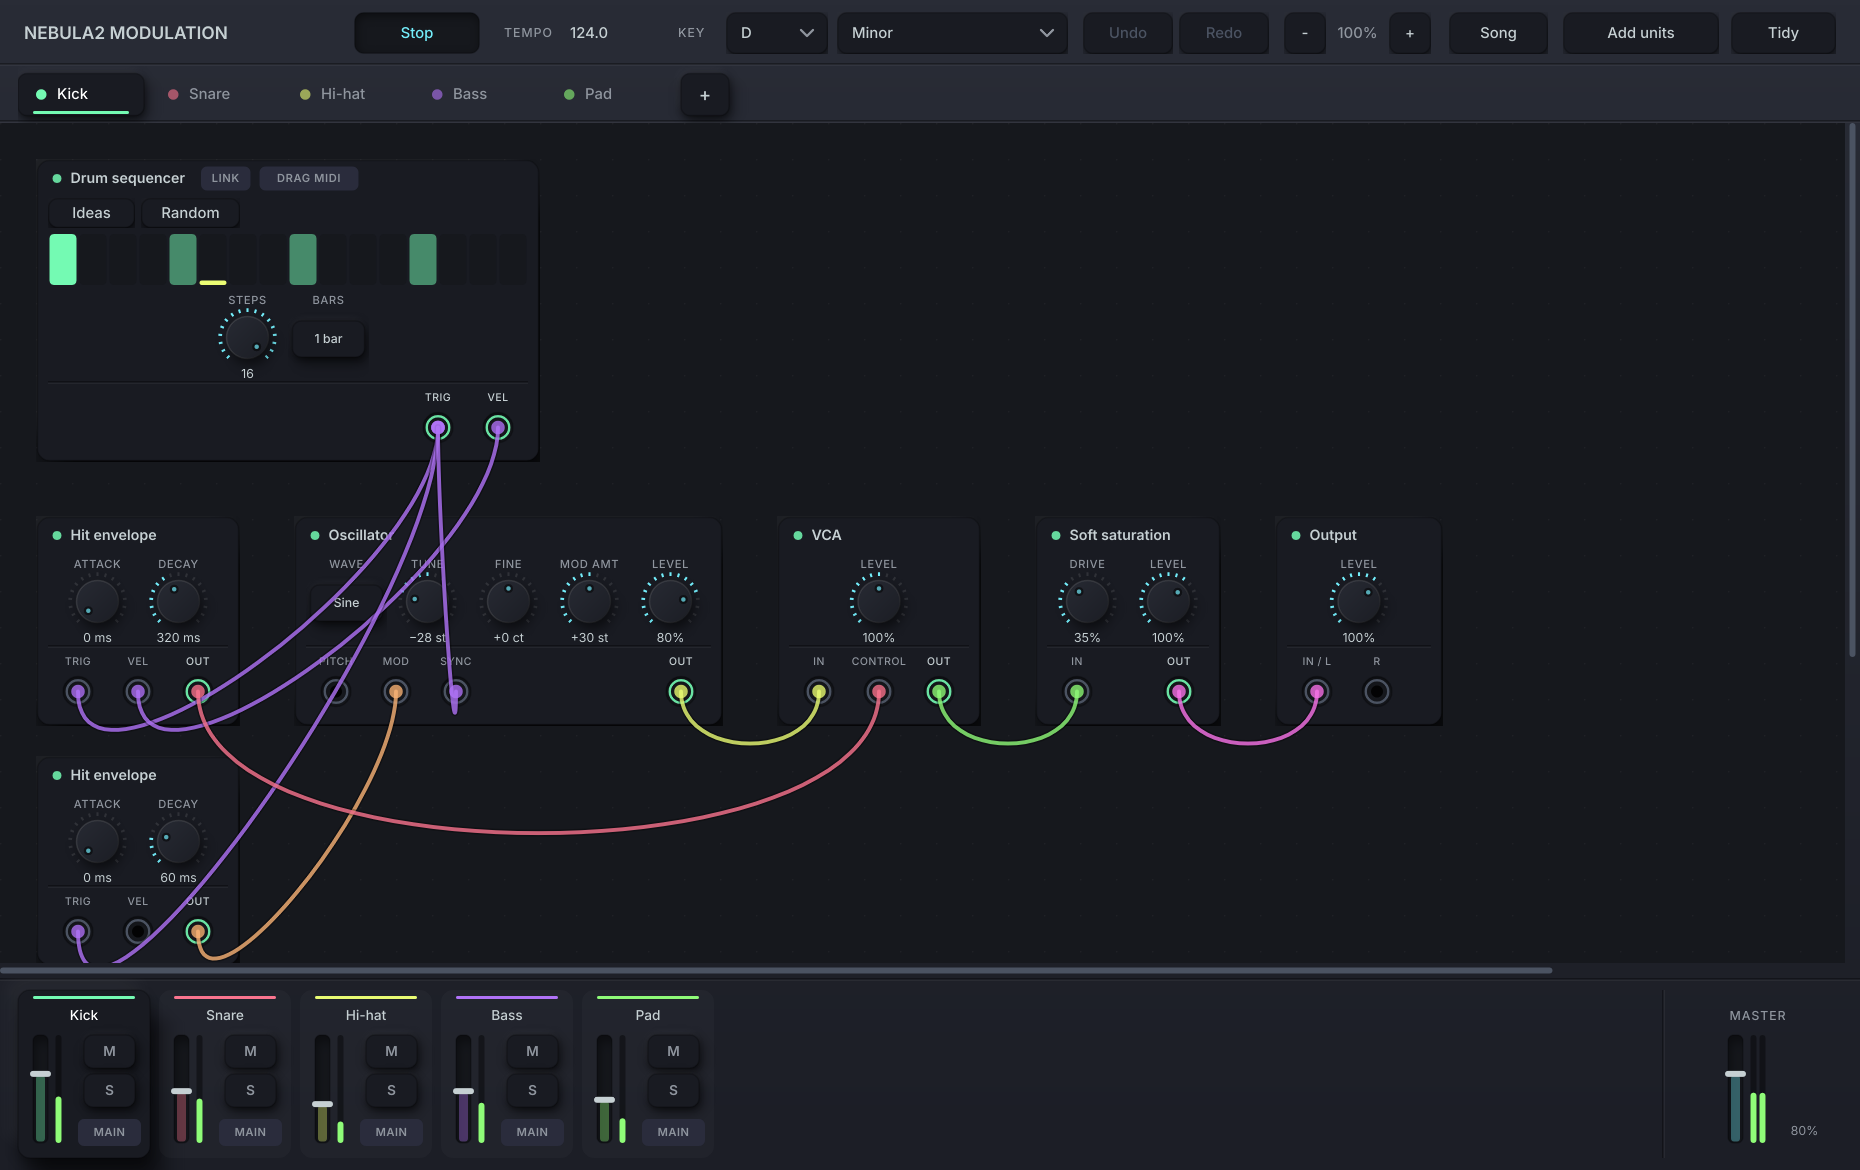 NEBULA2 MODULATION Stop TEMPO 124.0 KEY D Minor Undo Redo - 100% + Song Add units Tidy
Kick Snare Hi-hat Bass Pad +
Drum sequencer LINK DRAG MIDI
Ideas Random
STEPS BARS
1 bar
16
TRIG VEL
Hit envelope Oscillator VCA Soft saturation Output
ATTACK DECAY WAVE TUNE FINE MOD AMT LEVEL LEVEL DRIVE LEVEL LEVEL
Sine
0 ms 320 ms −28 st +0 ct +30 st 80% 100% 35% 100% 100%
TRIG VEL OUT PITCH MOD SYNC OUT IN CONTROL OUT IN OUT IN / L R
Hit envelope
ATTACK DECAY
0 ms 60 ms
TRIG VEL OUT
Kick Snare Hi-hat Bass Pad MASTER
M M M M M
S S S S S
MAIN MAIN MAIN MAIN MAIN 80%